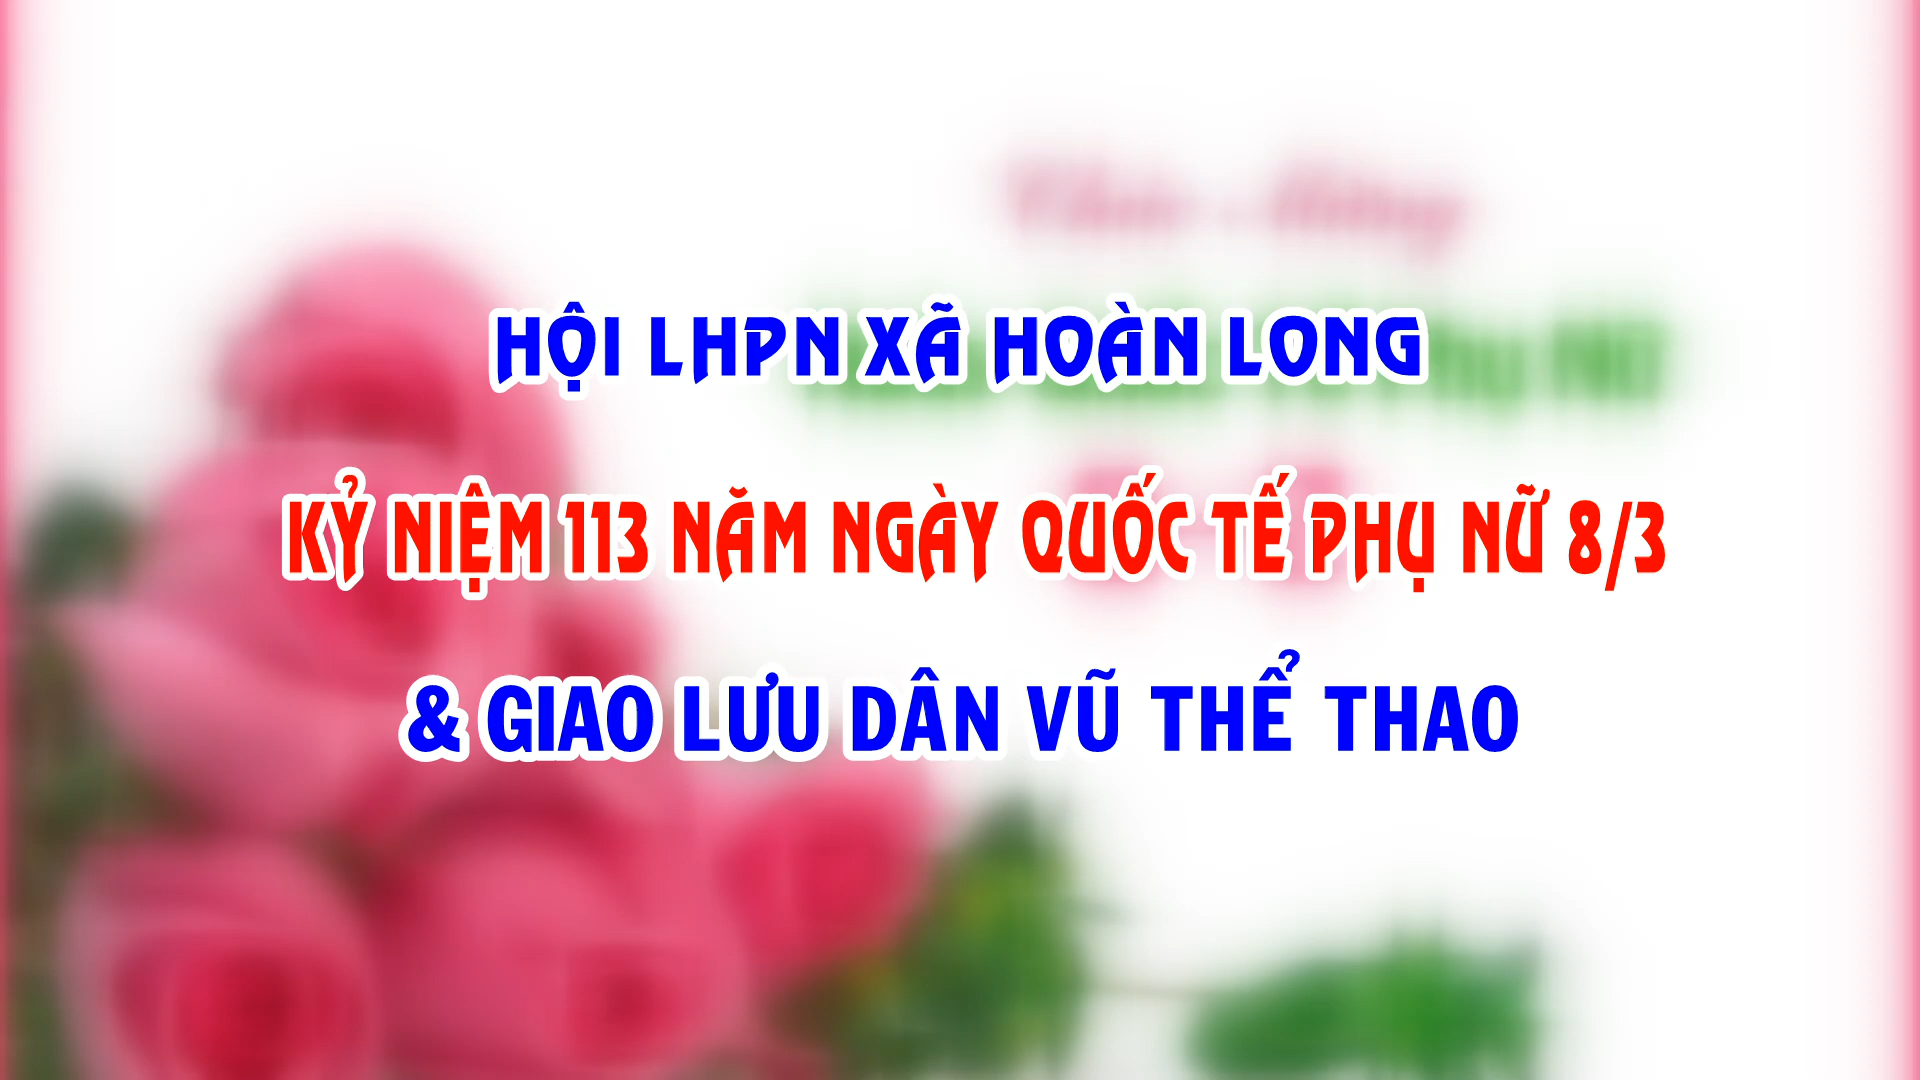 HỘI LHPN XÃ HOÀN LONG
KỶ NIỆM 113 NĂM NGÀY QUỐC TẾ PHỤ NỮ 8/3
& GIAO LƯU DÂN VŨ THỂ THAO